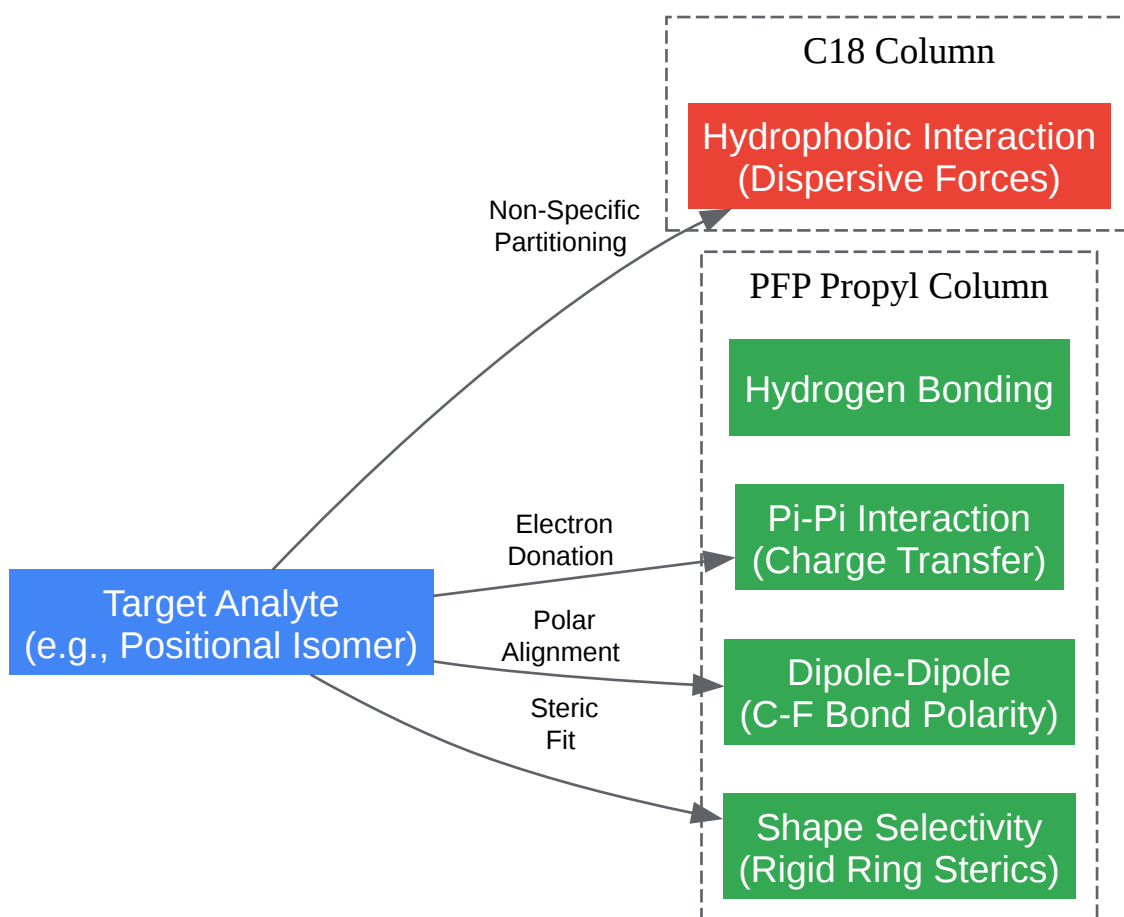 C18 Column
Hydrophobic Interaction
(Dispersive Forces)
Non-Specific
Partitioning
PFP Propyl Column
Hydrogen Bonding
Pi-Pi Interaction
(Charge Transfer)
Electron
Donation
Target Analyte
(e.g., Positional Isomer)
Polar
Alignment
Dipole-Dipole
(C-F Bond Polarity)
Steric
Fit
Shape Selectivity
(Rigid Ring Sterics)